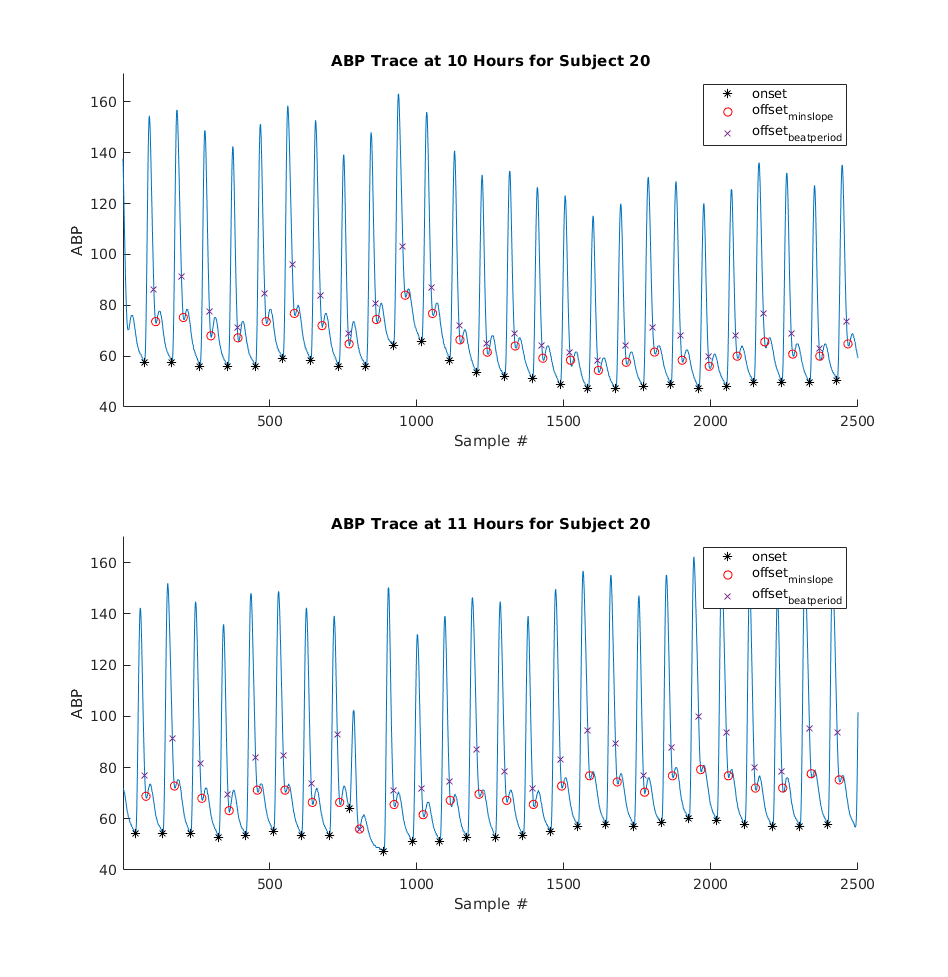 ABP Trace at 10 Hours for Subject 20
160
140
120
100
80
60
40
ABP
500
1000
1500
2000
2500
Sample #
onset
offset_minslope
offset_beatperiod
ABP Trace at 11 Hours for Subject 20
160
140
120
100
80
60
40
ABP
500
1000
1500
2000
2500
Sample #
onset
offset_minslope
offset_beatperiod